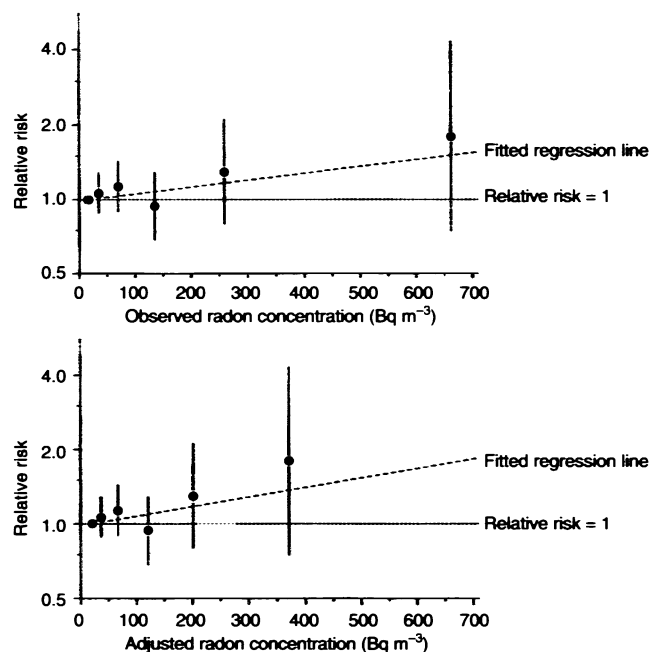 4.0
2.0
1.0
0.5
Relative risk
Fitted regression line
Relative risk = 1
0 100 200 300 400 500 600 700
Observed radon concentration (Bq m⁻³)
4.0
2.0
1.0
0.5
Relative risk
Fitted regression line
Relative risk = 1
0 100 200 300 400 500 600 700
Adjusted radon concentration (Bq m⁻³)